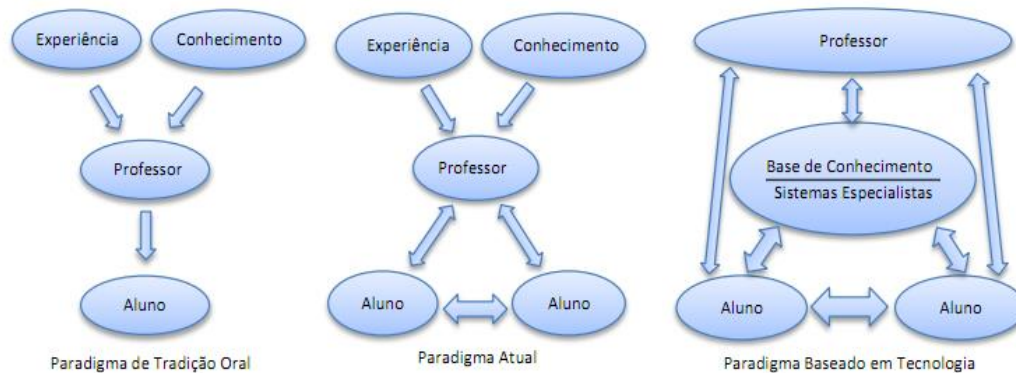 Experiência
Conhecimento
Professor
Aluno
Paradigma de Tradição Oral
Experiência
Conhecimento
Professor
Aluno
Aluno
Paradigma Atual
Professor
Base de Conhecimento
Sistemas Especialistas
Aluno
Aluno
Paradigma Baseado em Tecnologia